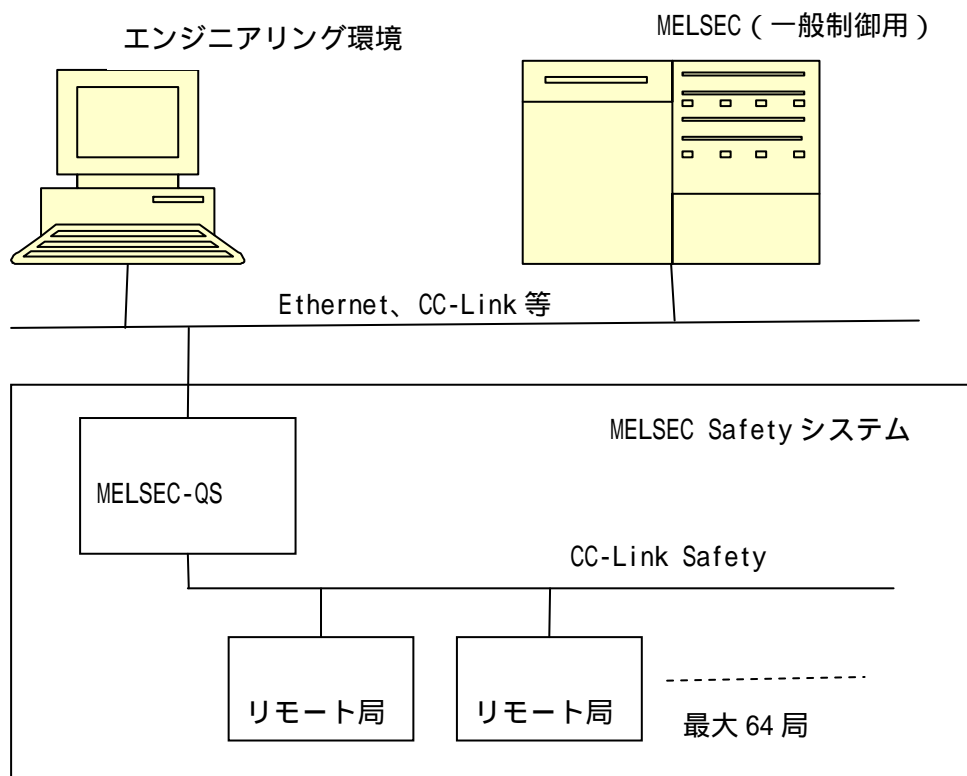 エンジニアリング環境
MELSEC（一般制御用）
Ethernet、CC-Link 等
MELSEC Safety システム
MELSEC-QS
CC-Link Safety
リモート局
リモート局
最大 64 局